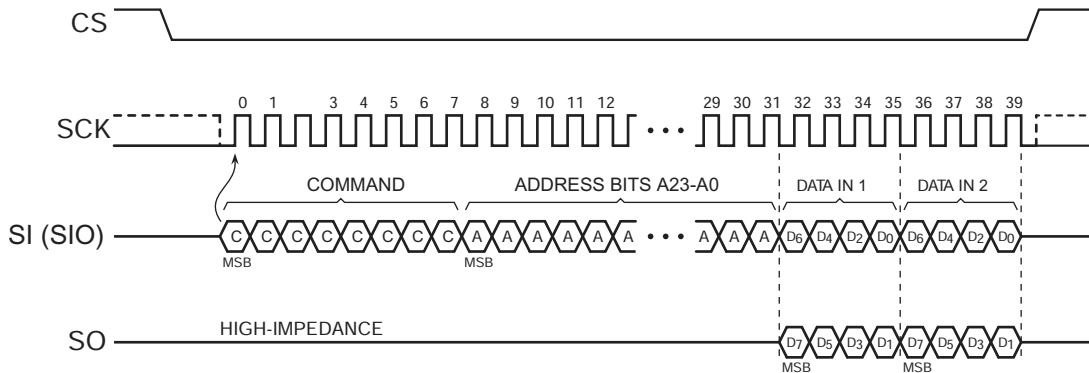 CS
0 1 3 4 5 6 7 8 9 10 11 12 29 30 31 32 33 34 35 36 37 38 39
SCK
COMMAND ADDRESS BITS A23-A0 DATA IN 1 DATA IN 2
SI (SIO) C C C C C C C C A A A A A A A A A D6 D4 D2 D0 D6 D4 D2 D0
MSB MSB
HIGH-IMPEDANCE
SO D7 D5 D3 D1 D7 D5 D3 D1
MSB MSB